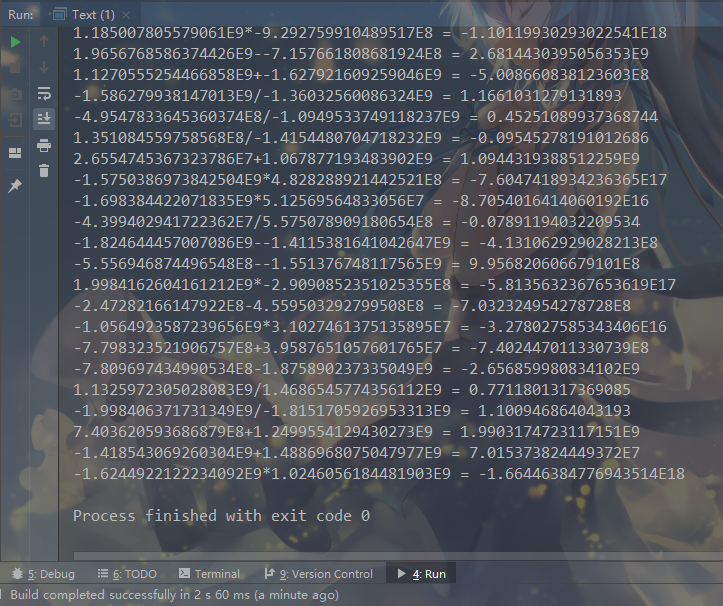 Run: Text (1)
1.185007805579061E9*-9.292759910489517E8 = -1.10119930293022541E18
1.9656768586374426E9--7.157661808681924E8 = 2.6814430395056353E9
1.1270555254466858E9+-1.627921609259046E9 = -5.008660838123603E8
-1.586279938147013E9/-1.36032560086324E9 = 1.1661031279131893
-4.9547833645360374E8/-1.0949533749118237E9 = 0.45251089937368744
1.351084559758568E8/-1.4154480704718232E9 = -0.095452781910126​86
2.6554745367323786E7+1.067877193483902E9 = 1.0944319388512259E9
-1.5750386973842504E9*4.828288921442521E8 = -7.6047418934236365E17
-1.698384422071835E9*5.12569564833056E7 = -8.7054016414060192E16
-4.399402941722362E7/5.575078909180654E8 = -0.07891194032209534
-1.824644457007086E9--1.4115381641042647E9 = -4.131062929028213E8
-5.556946874496548E8--1.551376748117565E9 = 9.956820606679101E8
1.9984162604161212E9*-2.9090852351025355E8 = -5.8135632367653619E17
-2.47282166147922E8-4.559503292799508E8 = -7.032324954278728E8
-1.0564923587239656E9*3.1027461375135895E7 = -3.278027585343406E16
-7.798323521906757E8+3.9587651057601765E7 = -7.402447011330739E8
-7.809697434990534E8-1.875890237335049E9 = -2.656859980834102E9
1.1325972305028083E9/1.4686545774356112E9 = 0.7711801317369085
-1.998406371731349E9/-1.8151705926953313E9 = 1.100946864043193
7.403620593686879E8+1.2499554129430273E9 = 1.9903174723117151E9
-1.418543069260304E9+1.4886968075047977E9 = 7.015373824449372E7
-1.6244922122234092E9*1.0246056184481903E9 = -1.66446384776943514E18
Process finished with exit code 0
5: Debug 6: TODO Terminal 9: Version Control 4: Run
Build completed successfully in 2 s 60 ms (a minute ago)